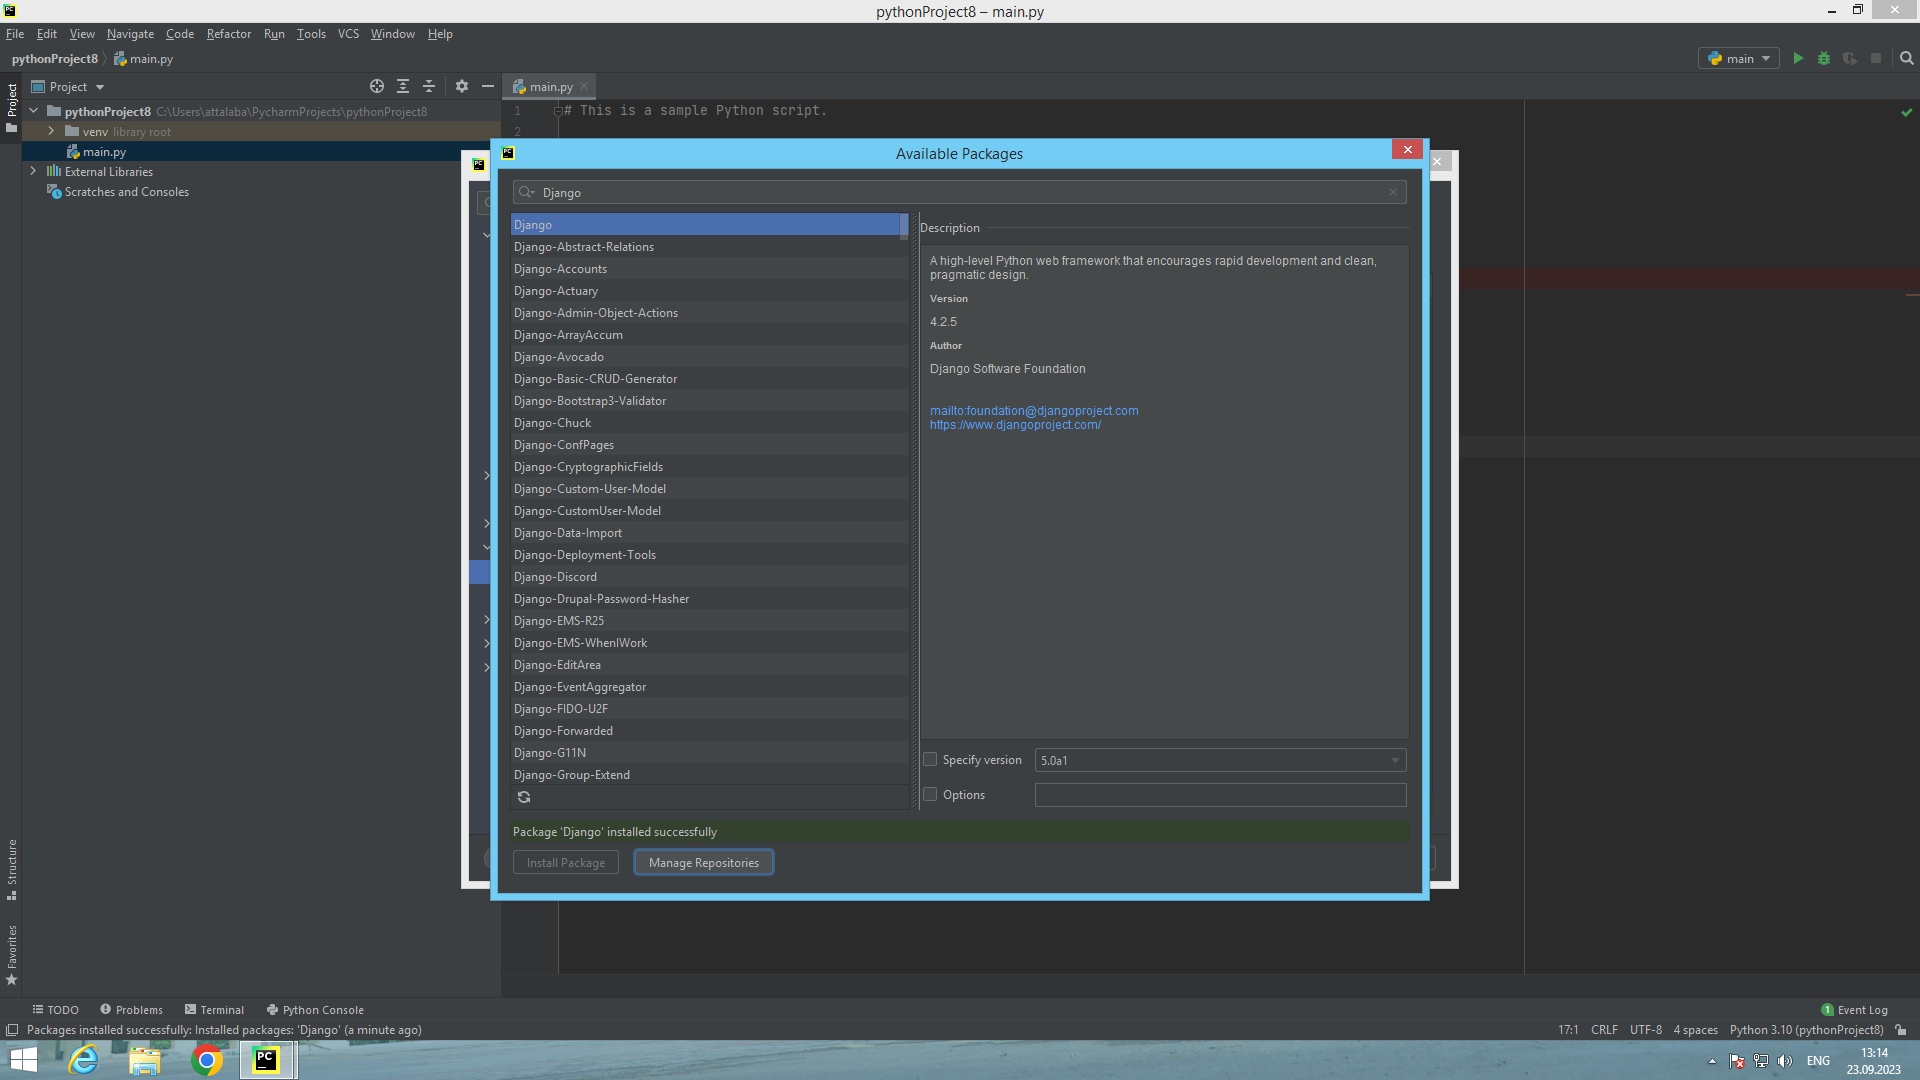 pythonProject8 – main.py
File Edit View Navigate Code Refactor Run Tools VCS Window Help
pythonProject8 main.py
main
Project
main.py
Project
pythonProject8 C:\Users\attalaba\PycharmProjects\pythonProject8
venv library root
main.py
External Libraries
Scratches and Consoles
1 # This is a sample Python script.
2
Available Packages
Django
Django
Django-Abstract-Relations
Django-Accounts
Django-Actuary
Django-Admin-Object-Actions
Django-ArrayAccum
Django-Avocado
Django-Basic-CRUD-Generator
Django-Bootstrap3-Validator
Django-Chuck
Django-ConfPages
Django-CryptographicFields
Django-Custom-User-Model
Django-CustomUser-Model
Django-Data-Import
Django-Deployment-Tools
Django-Discord
Django-Drupal-Password-Hasher
Django-EMS-R25
Django-EMS-WhenIWork
Django-EditArea
Django-EventAggregator
Django-FIDO-U2F
Django-Forwarded
Django-G11N
Django-Group-Extend
Description
A high-level Python web framework that encourages rapid development and clean,
pragmatic design.
Version
4.2.5
Author
Django Software Foundation
mailto:foundation@djangoproject.com
https://www.djangoproject.com/
Specify version 5.0a1
Options
Package 'Django' installed successfully
Install Package Manage Repositories
Structure
Favorites
TODO Problems Terminal Python Console
1 Event Log
Packages installed successfully: Installed packages: 'Django' (a minute ago)
17:1 CRLF UTF-8 4 spaces Python 3.10 (pythonProject8)
PC
ENG
13:14
23.09.2023